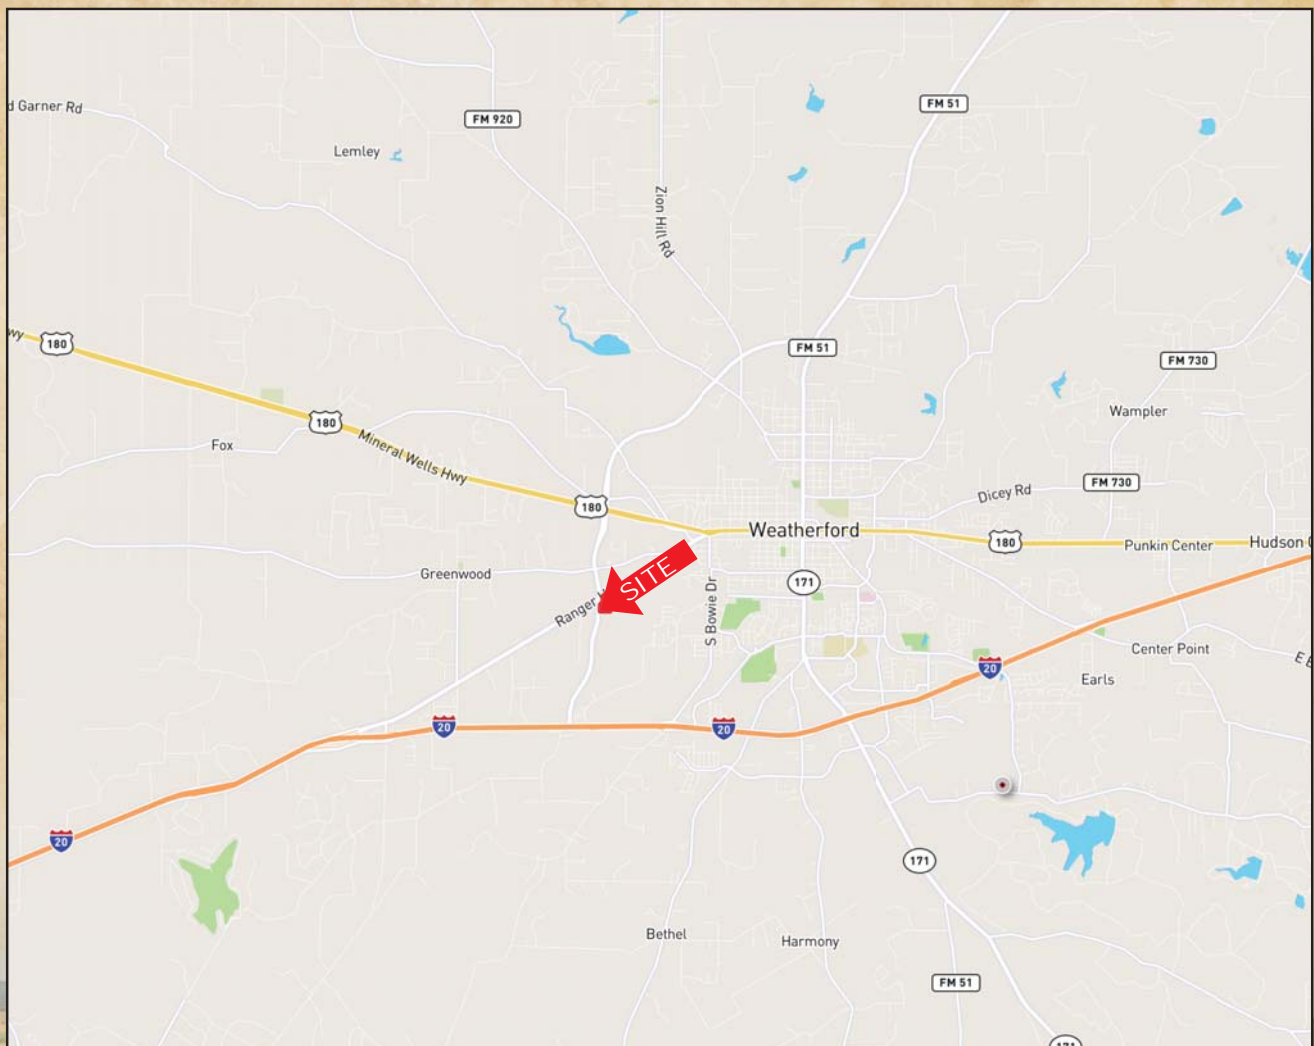 d Garner Rd
FM 920
FM 51
Lemley
Zion Hill Rd
wy
180
FM 51
FM 730
180
Mineral Wells Hwy
Fox
Wampler
FM 730
Dicey Rd
180
Weatherford
180
Punkin Center
Hudson
Greenwood
171
SITE
Ranger H
S Bowie Dr
Center Point
E
20
Earls
20
20
20
171
Bethel
Harmony
FM 51
171